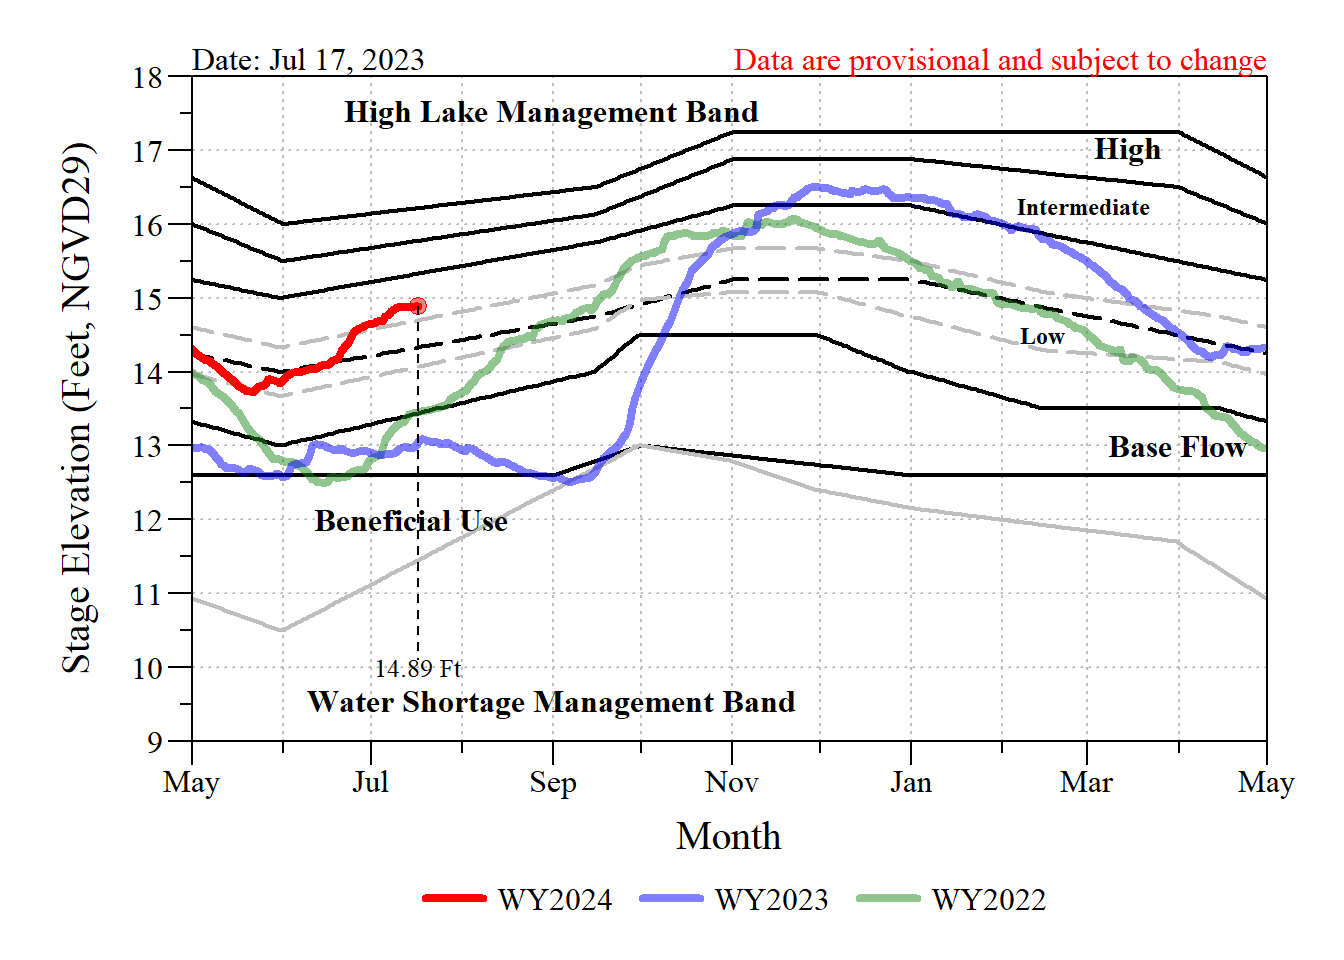 Date: Jul 17, 2023
Data are provisional and subject to change
18
High Lake Management Band
17
High
16
Intermediate
15
Low
14
13
Base Flow
12
Beneficial Use
11
10
14.89 Ft
Water Shortage Management Band
9
Stage Elevation (Feet, NGVD29)
May Jul Sep Nov Jan Mar May
Month
WY2024 WY2023 WY2022